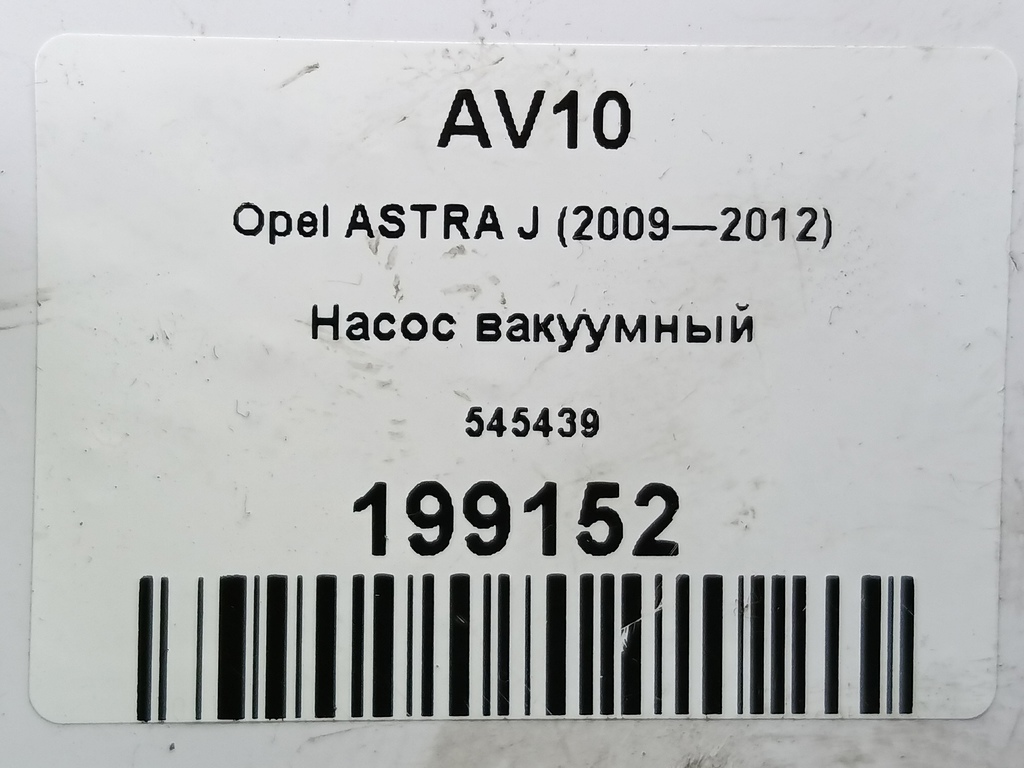 AV10
Opel ASTRA J (2009—2012)
Насос вакуумный
545439
199152